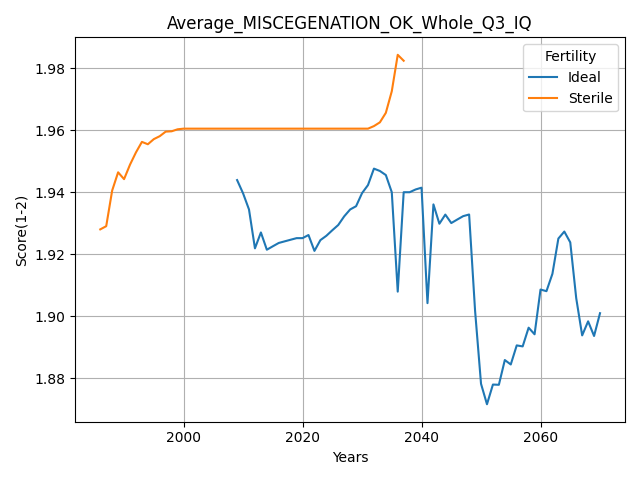 Average_MISCEGENATION_OK_Whole_Q3_IQ
Fertility
Ideal
Sterile
1.98
1.96
1.94
1.92
1.90
1.88
Score(1-2)
2000
2020
2040
2060
Years